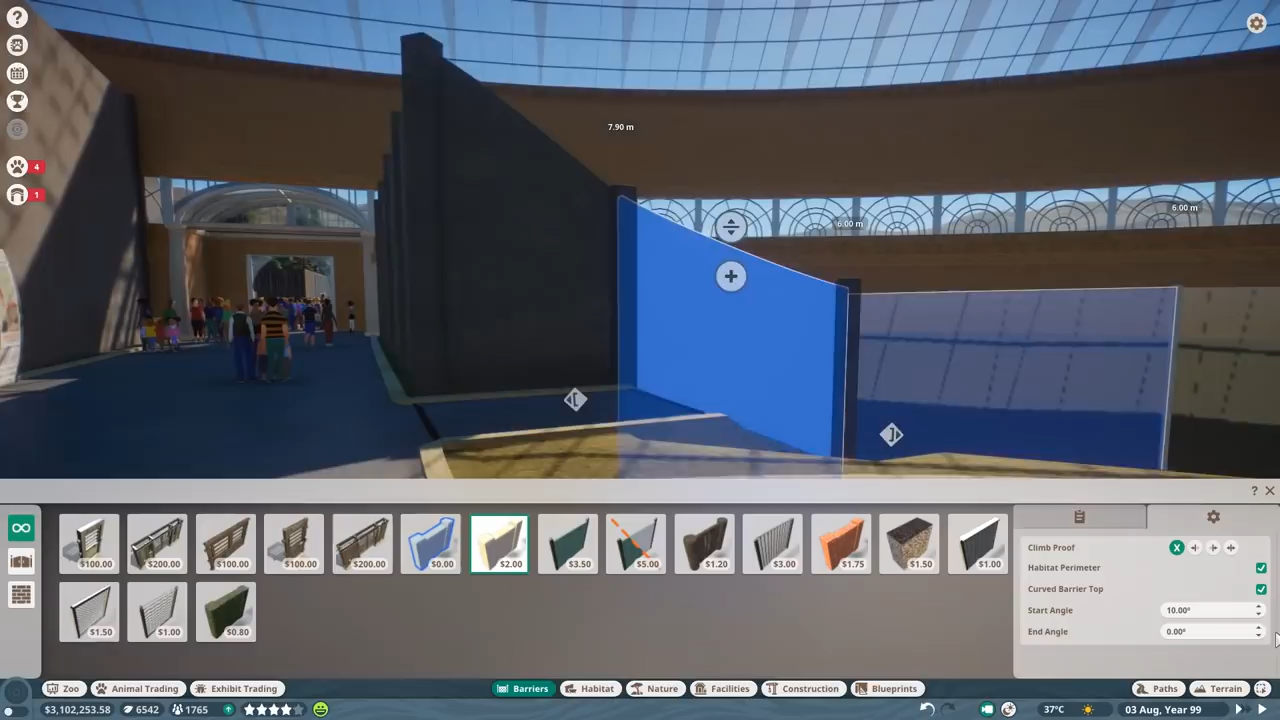 ?
4
1
7.90 m
6.00 m
6.00 m
?
$100.00
$200.00
$100.00
$100.00
$200.00
$0.00
$2.00
$3.50
$5.00
$1.20
$3.00
$1.75
$1.50
$1.00
$1.50
$1.00
$0.80
Climb Proof
X
Habitat Perimeter
Curved Barrier Top
Start Angle 10.00°
End Angle 0.00°
Zoo
Animal Trading
Exhibit Trading
Barriers
Habitat
Nature
Facilities
Construction
Blueprints
Paths
Terrain
$3,102,253.58
6542
1765
37°C
03 Aug, Year 99